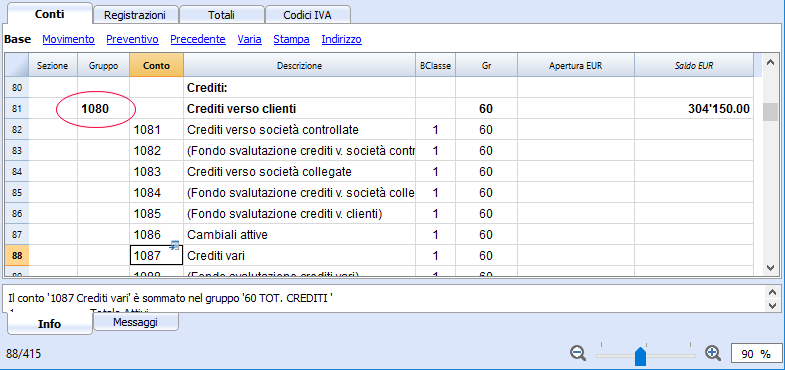 Conti Registrazioni Totali Codici IVA
Base Movimento Preventivo Precedente Varia Stampa Indirizzo
Sezione Gruppo Conto Descrizione BClasse Gr Apertura EUR Saldo EUR
80 Crediti:
81 1080 Crediti verso clienti 60 304'150.00
82 1081 Crediti verso società controllate 1 60
83 1082 (Fondo svalutazione crediti v. società contr 1 60
84 1083 Crediti verso società collegate 1 60
85 1084 (Fondo svalutazione crediti v. società colle 1 60
86 1085 (Fondo svalutazione crediti v. clienti) 1 60
87 1086 Cambiali attive 1 60
88 1087 Crediti vari 1 60
89 1088 (Fondo svalutazione crediti vari) 1 60
Il conto '1087 Crediti vari' è sommato nel gruppo '60 TOT. CREDITI '
Totale Attivi
Info Messaggi
88/415 90 %